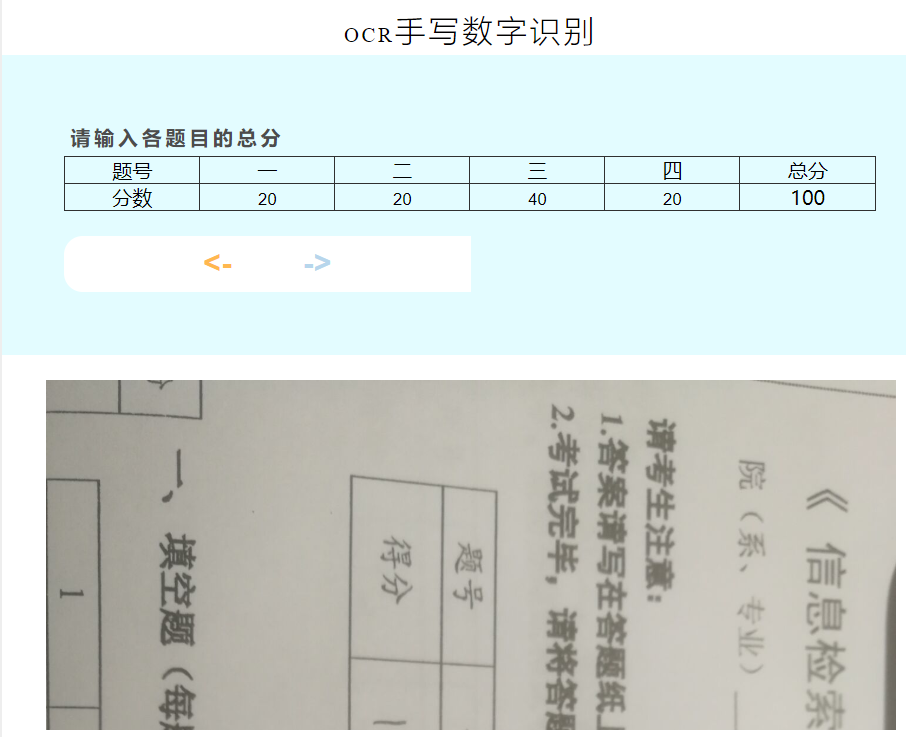 OCR手写数字识别
请输入各题目的总分
题号 一 二 三 四 总分
分数 20 20 40 20 100
<- ->
《 信息检索
院（系、专业）
请考生注意：
1.答案请写在答题纸上
2.考试完毕，请将答题
题号
得分
一、 填空题（每
1